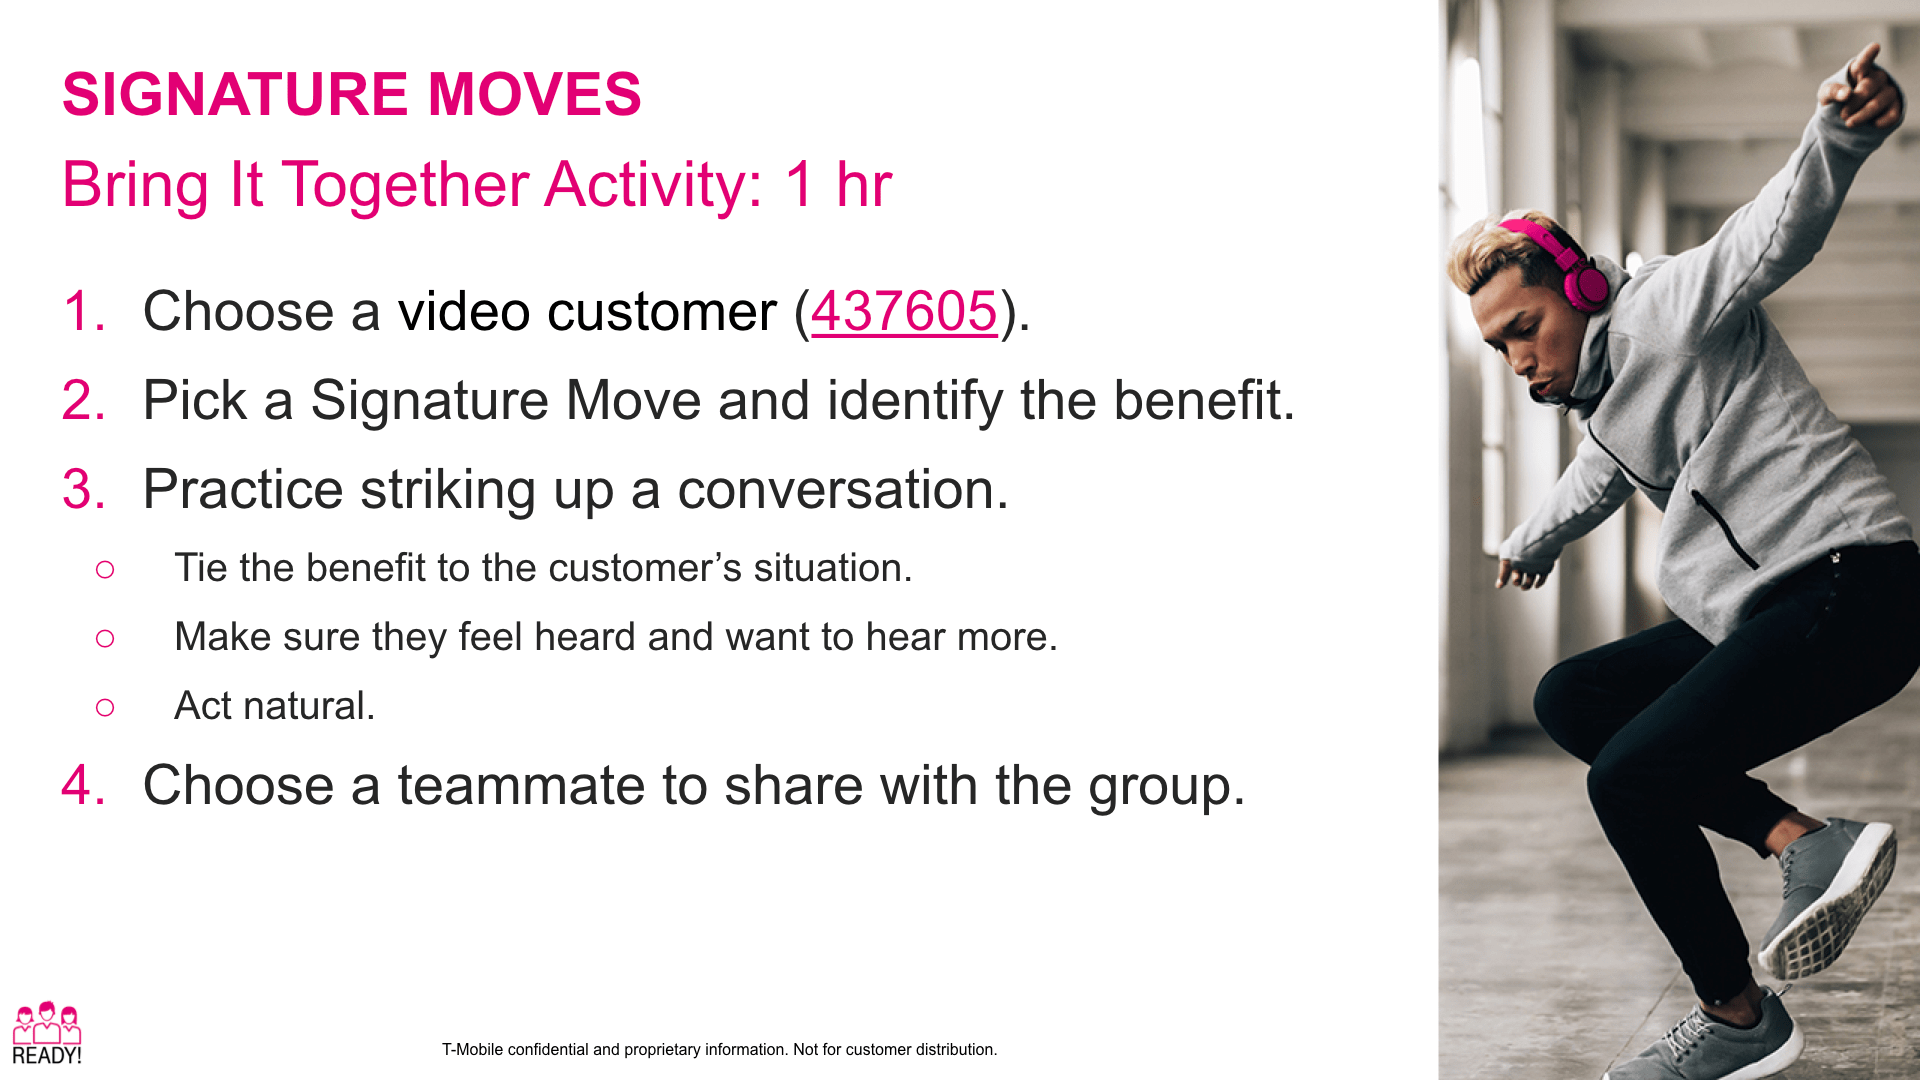 SIGNATURE MOVES
Bring It Together Activity: 1 hr
1. Choose a video customer (437605).
2. Pick a Signature Move and identify the benefit.
3. Practice striking up a conversation.
○ Tie the benefit to the customer’s situation.
○ Make sure they feel heard and want to hear more.
○ Act natural.
4. Choose a teammate to share with the group.
READY!
T-Mobile confidential and proprietary information. Not for customer distribution.